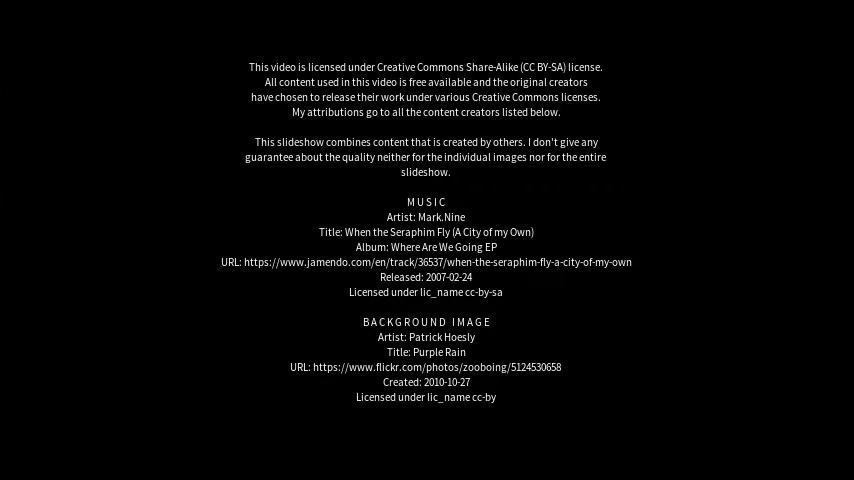 This video is licensed under Creative Commons Share-Alike (CC BY-SA) license.
All content used in this video is free available and the original creators
have chosen to release their work under various Creative Commons licenses.
My attributions go to all the content creators listed below.
This slideshow combines content that is created by others. I don't give any
guarantee about the quality neither for the individual images nor for the entire
slideshow.
MUSIC
Artist: Mark.Nine
Title: When the Seraphim Fly (A City of my Own)
Album: Where Are We Going EP
URL: https://www.jamendo.com/en/track/36537/when-the-seraphim-fly-a-city-of-my-own
Released: 2007-02-24
Licensed under lic_name cc-by-sa
BACKGROUND IMAGE
Artist: Patrick Hoesly
Title: Purple Rain
URL: https://www.flickr.com/photos/zooboing/5124530658
Created: 2010-10-27
Licensed under lic_name cc-by